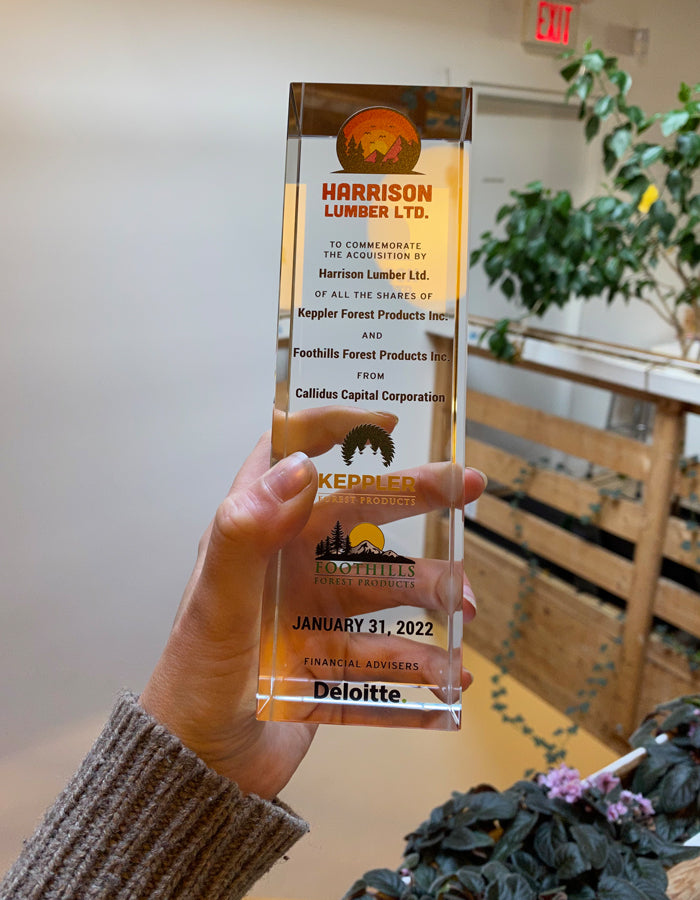 EXIT
HARRISON
LUMBER LTD.
TO COMMEMORATE
THE ACQUISITION BY
Harrison Lumber Ltd.
OF ALL THE SHARES OF
Keppler Forest Products Inc.
AND
Foothills Forest Products Inc.
FROM
Callidus Capital Corporation
KEPPLER
FOREST PRODUCTS
FOOTHILLS
FOREST PRODUCTS
JANUARY 31, 2022
FINANCIAL ADVISERS
Deloitte.